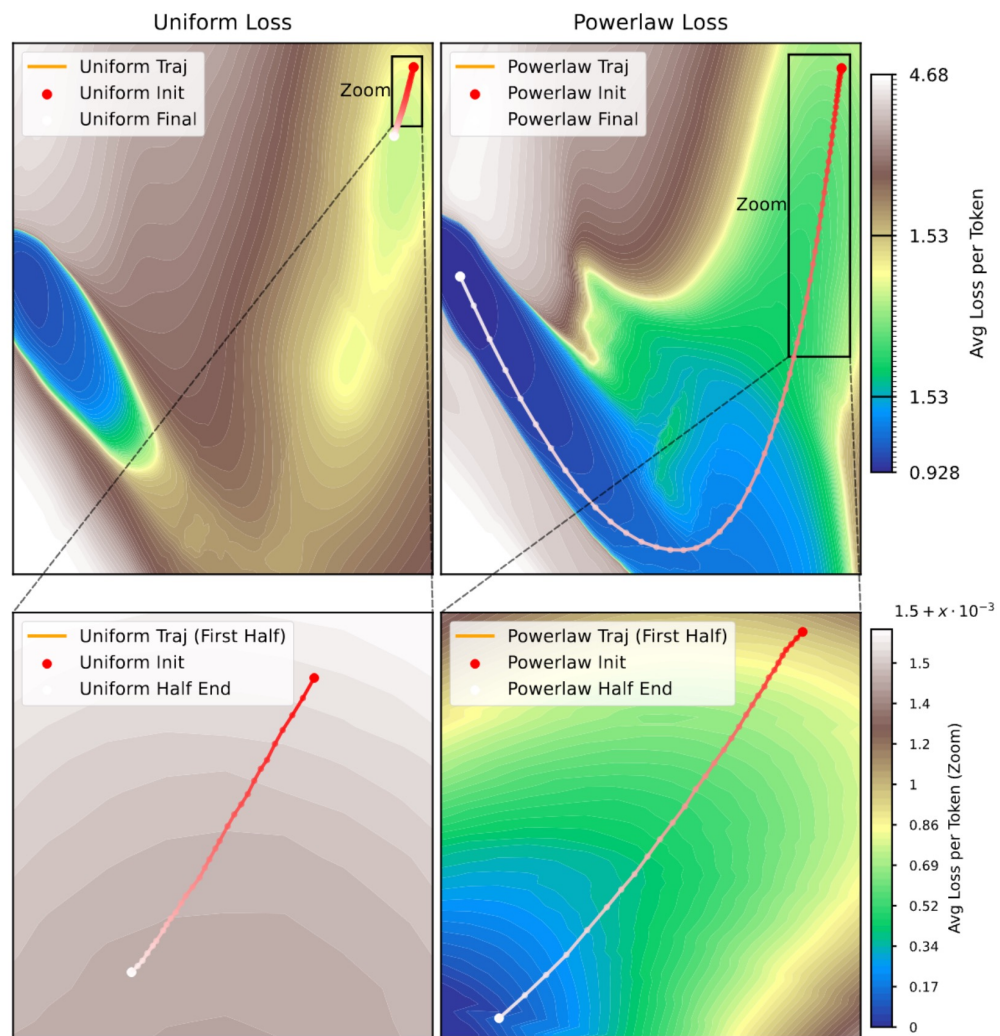 Uniform Loss
Uniform Traj
Uniform Init
Uniform Final
Zoom
Powerlaw Loss
Powerlaw Traj
Powerlaw Init
Powerlaw Final
Zoom
4.68
1.53
1.53
0.928
Avg Loss per Token
Uniform Traj (First Half)
Uniform Init
Uniform Half End
Powerlaw Traj (First Half)
Powerlaw Init
Powerlaw Half End
1.5 + x · 10⁻³
1.5
1.4
1.2
1
0.86
0.69
0.52
0.34
0.17
0
Avg Loss per Token (Zoom)